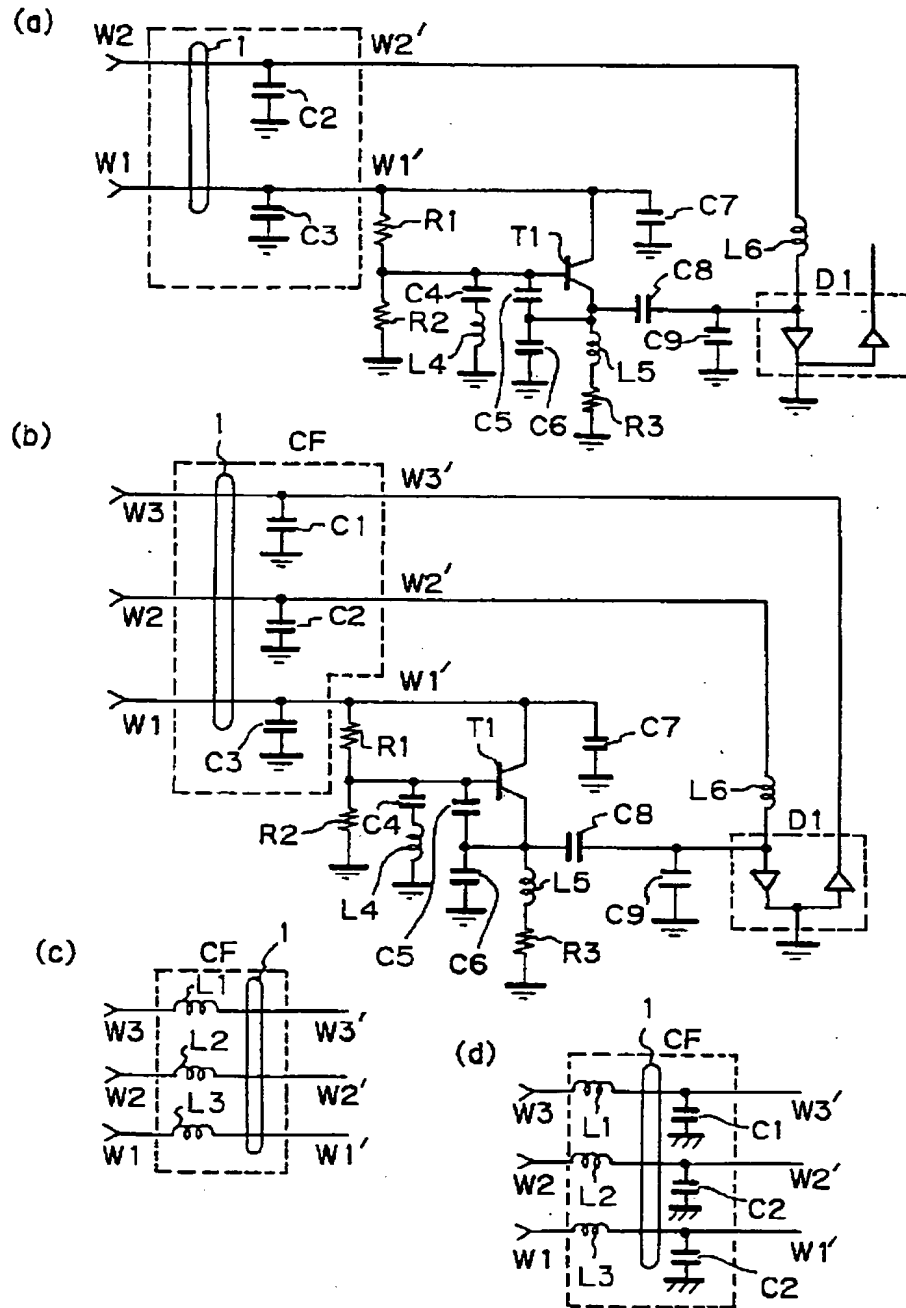 (a)
W2
1
W2'
C2
W1
W1'
C3
R1
T1
C7
C8
L6
D1
R2
C4
L4
C5
C6
L5
R3
C9
(b)
1
CF
W3
W3'
C1
W2
W2'
C2
W1
W1'
C3
R1
T1
C7
L6
R2
C4
C8
D1
L4
L5
C9
C5
C6
R3
(c)
CF
1
L1
W3
W3'
L2
W2
W2'
L3
W1
W1'
(d)
1
CF
W3
L1
W3'
C1
W2
L2
W2'
C2
W1
L3
W1'
C2